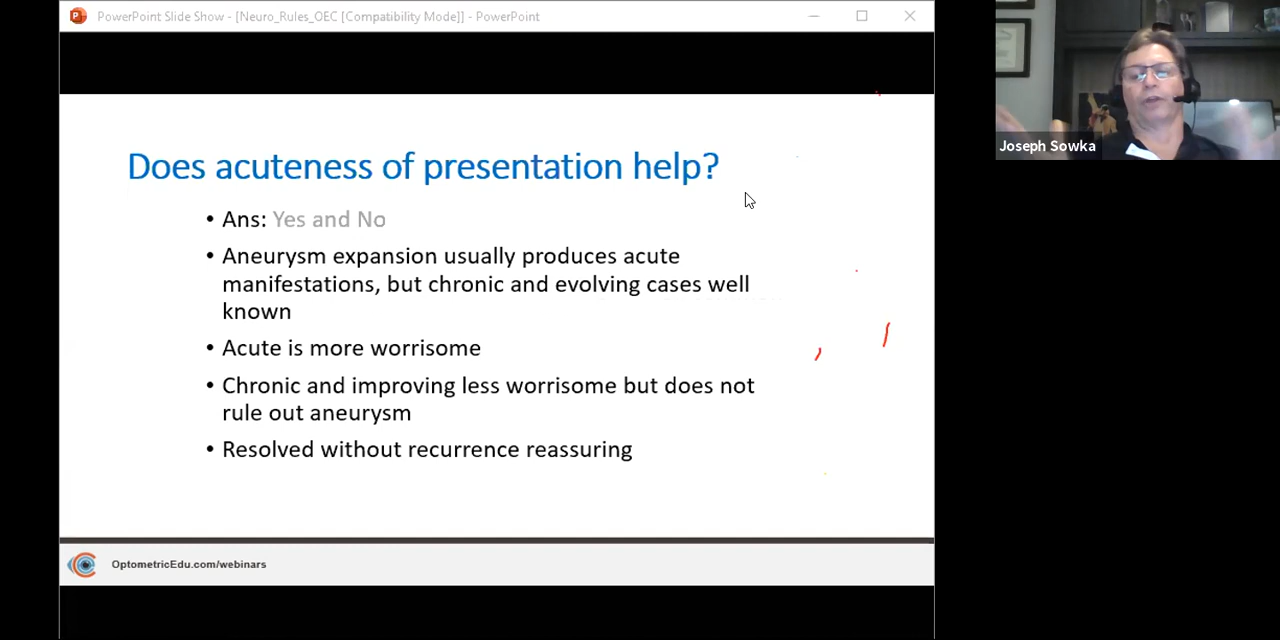 PowerPoint Slide Show - [Neuro_Rules_OEC [Compatibility Mode]] - PowerPoint
Joseph Sowka
Does acuteness of presentation help?
• Ans: Yes and No
• Aneurysm expansion usually produces acute
manifestations, but chronic and evolving cases well
known
• Acute is more worrisome
• Chronic and improving less worrisome but does not
rule out aneurysm
• Resolved without recurrence reassuring
OptometricEdu.com/webinars